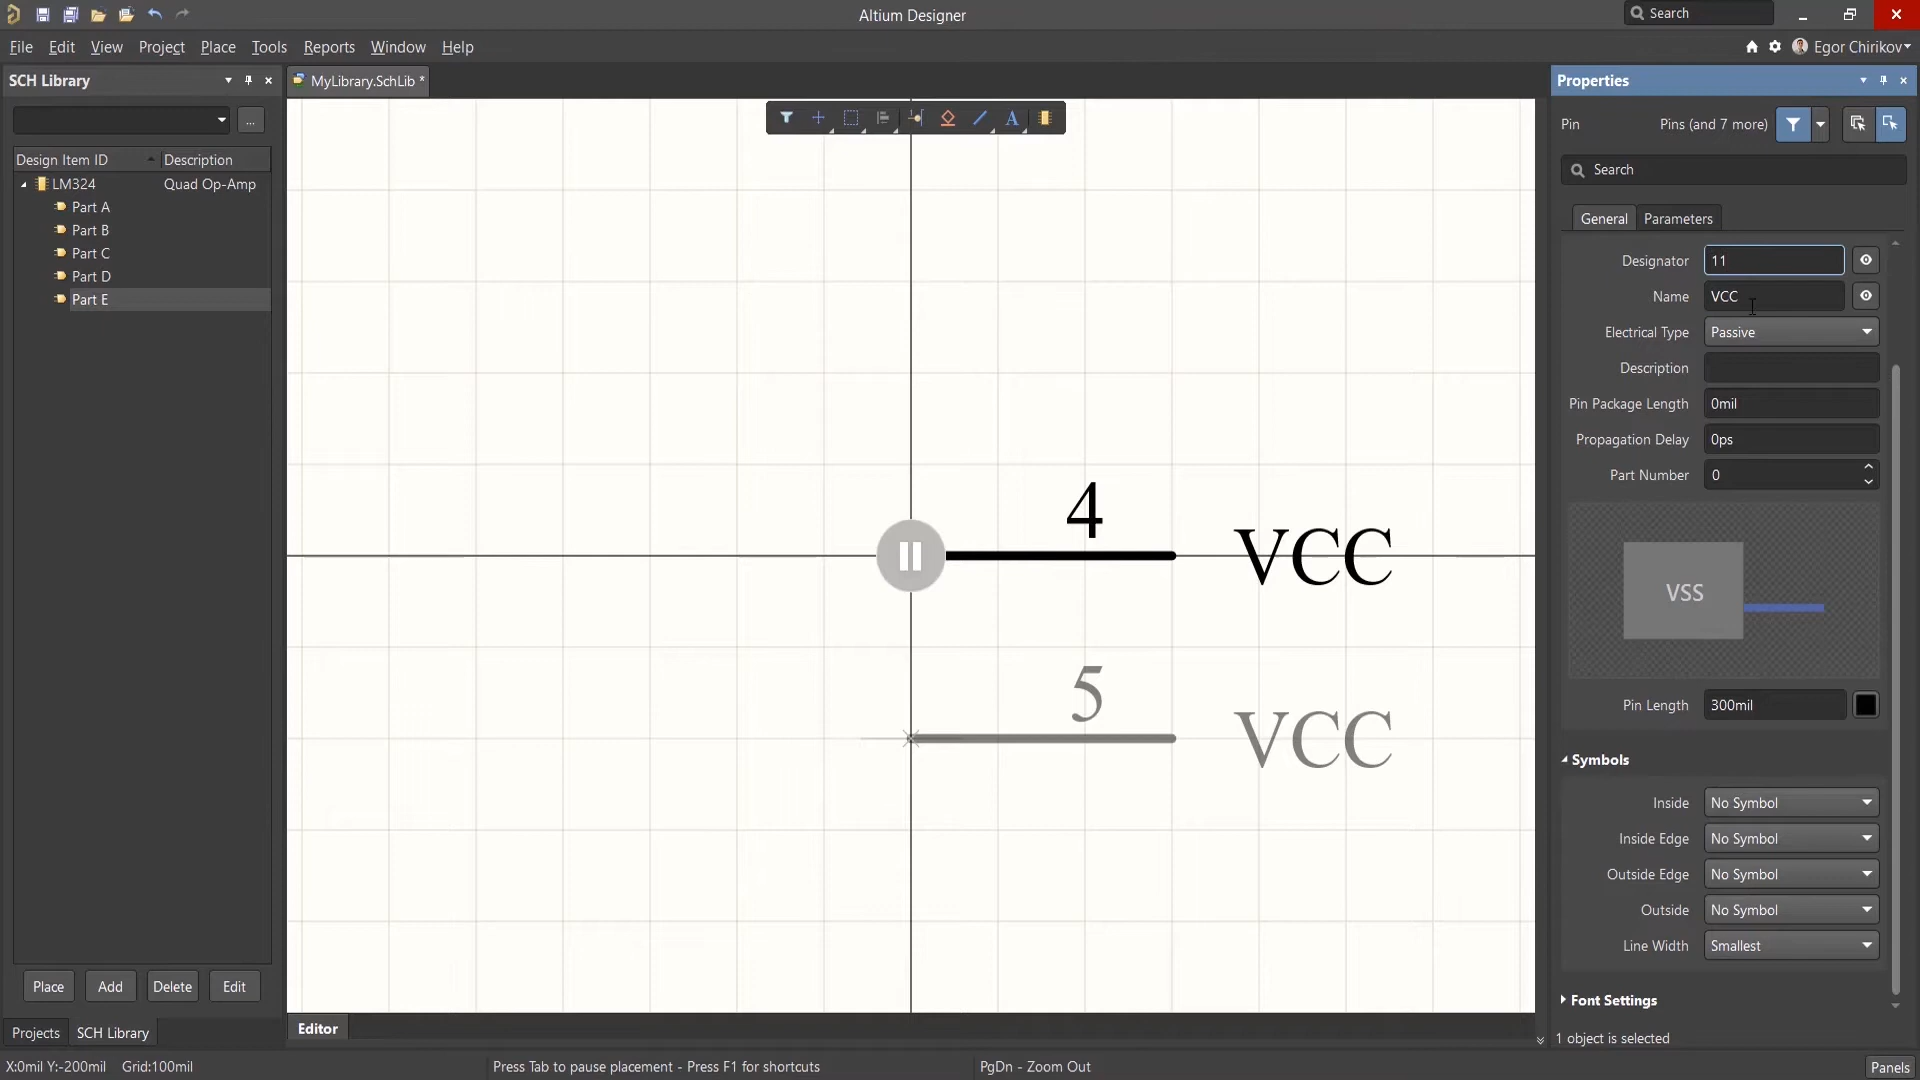 Altium Designer
Search
File Edit View Project Place Tools Reports Window Help
Egor Chirikov
SCH Library
MyLibrary.SchLib *
Properties
...
Pin Pins (and 7 more)
Search
Design Item ID Description
LM324 Quad Op-Amp
Part A
Part B
Part C
Part D
Part E
A
General Parameters
Designator 11
Name VCC
Electrical Type Passive
Description
Pin Package Length 0mil
Propagation Delay 0ps
Part Number 0
4
VCC
5
VCC
VSS
Pin Length 300mil
Symbols
Inside No Symbol
Inside Edge No Symbol
Outside Edge No Symbol
Outside No Symbol
Line Width Smallest
Font Settings
Place Add Delete Edit
Projects SCH Library
Editor
1 object is selected
X:0mil Y:-200mil Grid:100mil
Press Tab to pause placement - Press F1 for shortcuts
PgDn - Zoom Out
Panels